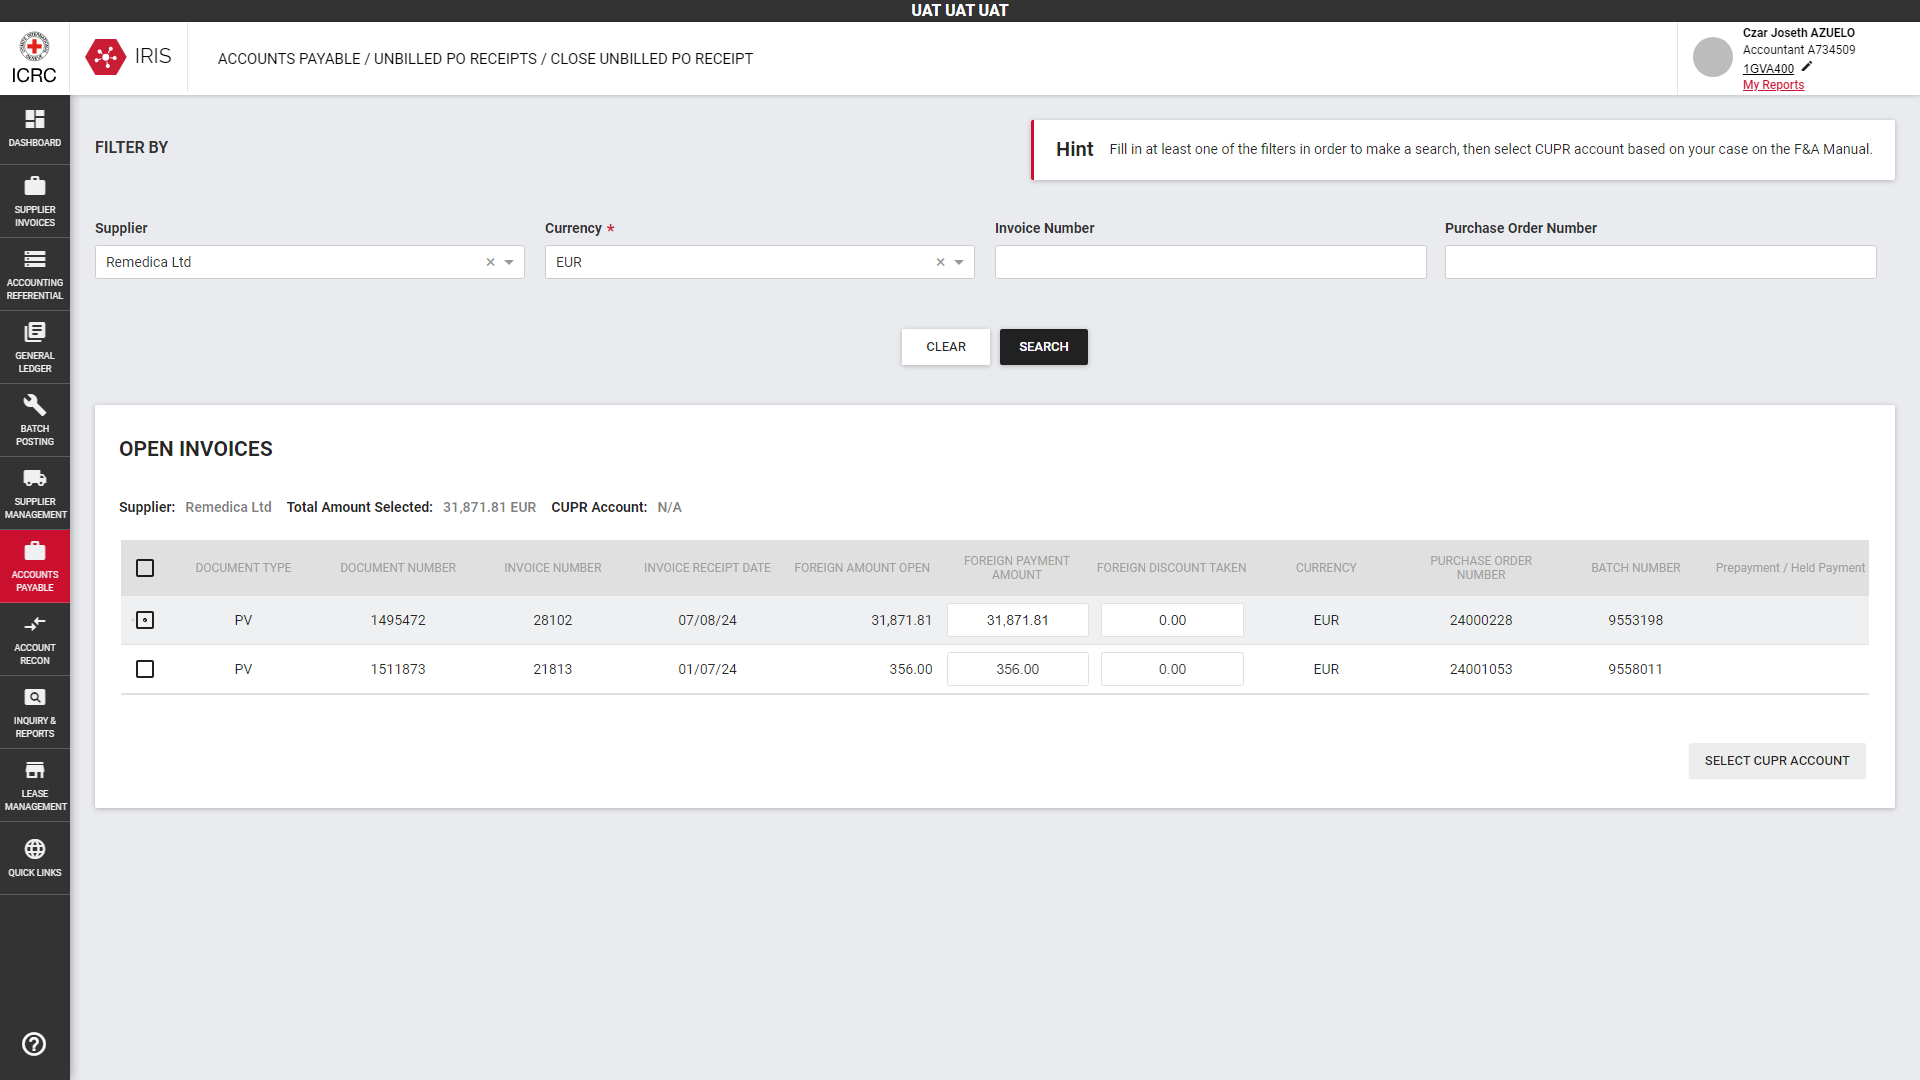 UAT UAT UAT
ICRC
IRIS
ACCOUNTS PAYABLE / UNBILLED PO RECEIPTS / CLOSE UNBILLED PO RECEIPT
Czar Joseth AZUELO
Accountant A734509
1GVA400
My Reports
DASHBOARD
SUPPLIER
INVOICES
ACCOUNTING
REFERENTIAL
GENERAL
LEDGER
BATCH
POSTING
SUPPLIER
MANAGEMENT
ACCOUNTS
PAYABLE
ACCOUNT
RECON
INQUIRY &
REPORTS
LEASE
MANAGEMENT
QUICK LINKS
FILTER BY
Hint Fill in at least one of the filters in order to make a search, then select CUPR account based on your case on the F&A Manual.
Supplier Currency * Invoice Number Purchase Order Number
Remedica Ltd EUR
CLEAR SEARCH
OPEN INVOICES
Supplier: Remedica Ltd Total Amount Selected: 31,871.81 EUR CUPR Account: N/A
DOCUMENT TYPE DOCUMENT NUMBER INVOICE NUMBER INVOICE RECEIPT DATE FOREIGN AMOUNT OPEN FOREIGN PAYMENT AMOUNT FOREIGN DISCOUNT TAKEN CURRENCY PURCHASE ORDER NUMBER BATCH NUMBER Prepayment / Held Payment
PV 1495472 28102 07/08/24 31,871.81 31,871.81 0.00 EUR 24000228 9553198
PV 1511873 21813 01/07/24 356.00 356.00 0.00 EUR 24001053 9558011
SELECT CUPR ACCOUNT